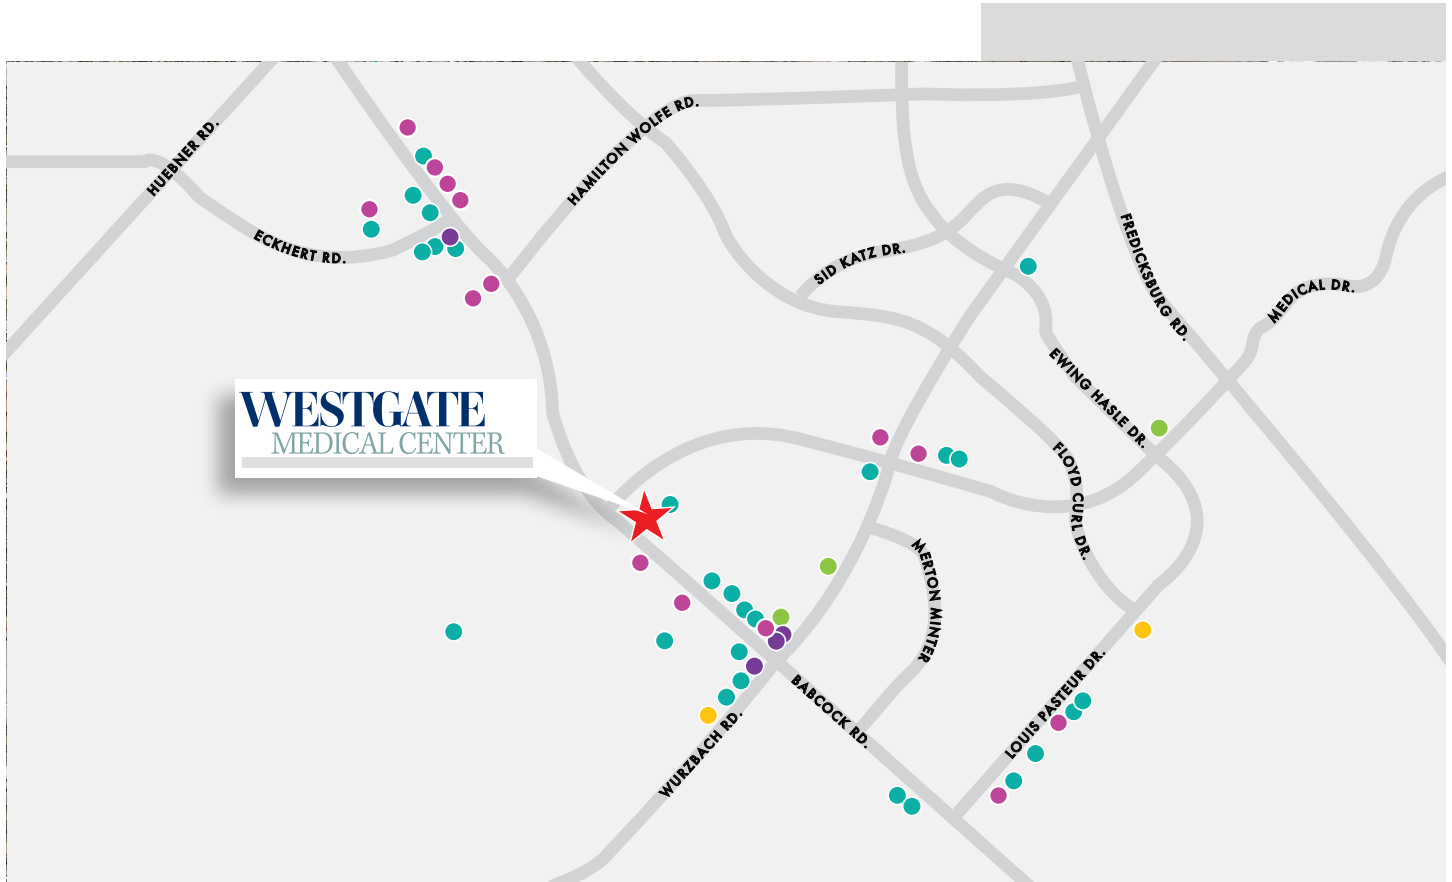 HUEBNER RD.
HAMILTON WOLFE RD.
ECKHERT RD.
SID KATZ DR.
FREDICKSBURG RD.
MEDICAL DR.
EWING HASLE DR.
WESTGATE
MEDICAL CENTER
FLOYD CURL DR.
MERTON MINTER
LOUIS PASTEUR DR.
BABCOCK RD.
WURZBACH RD.